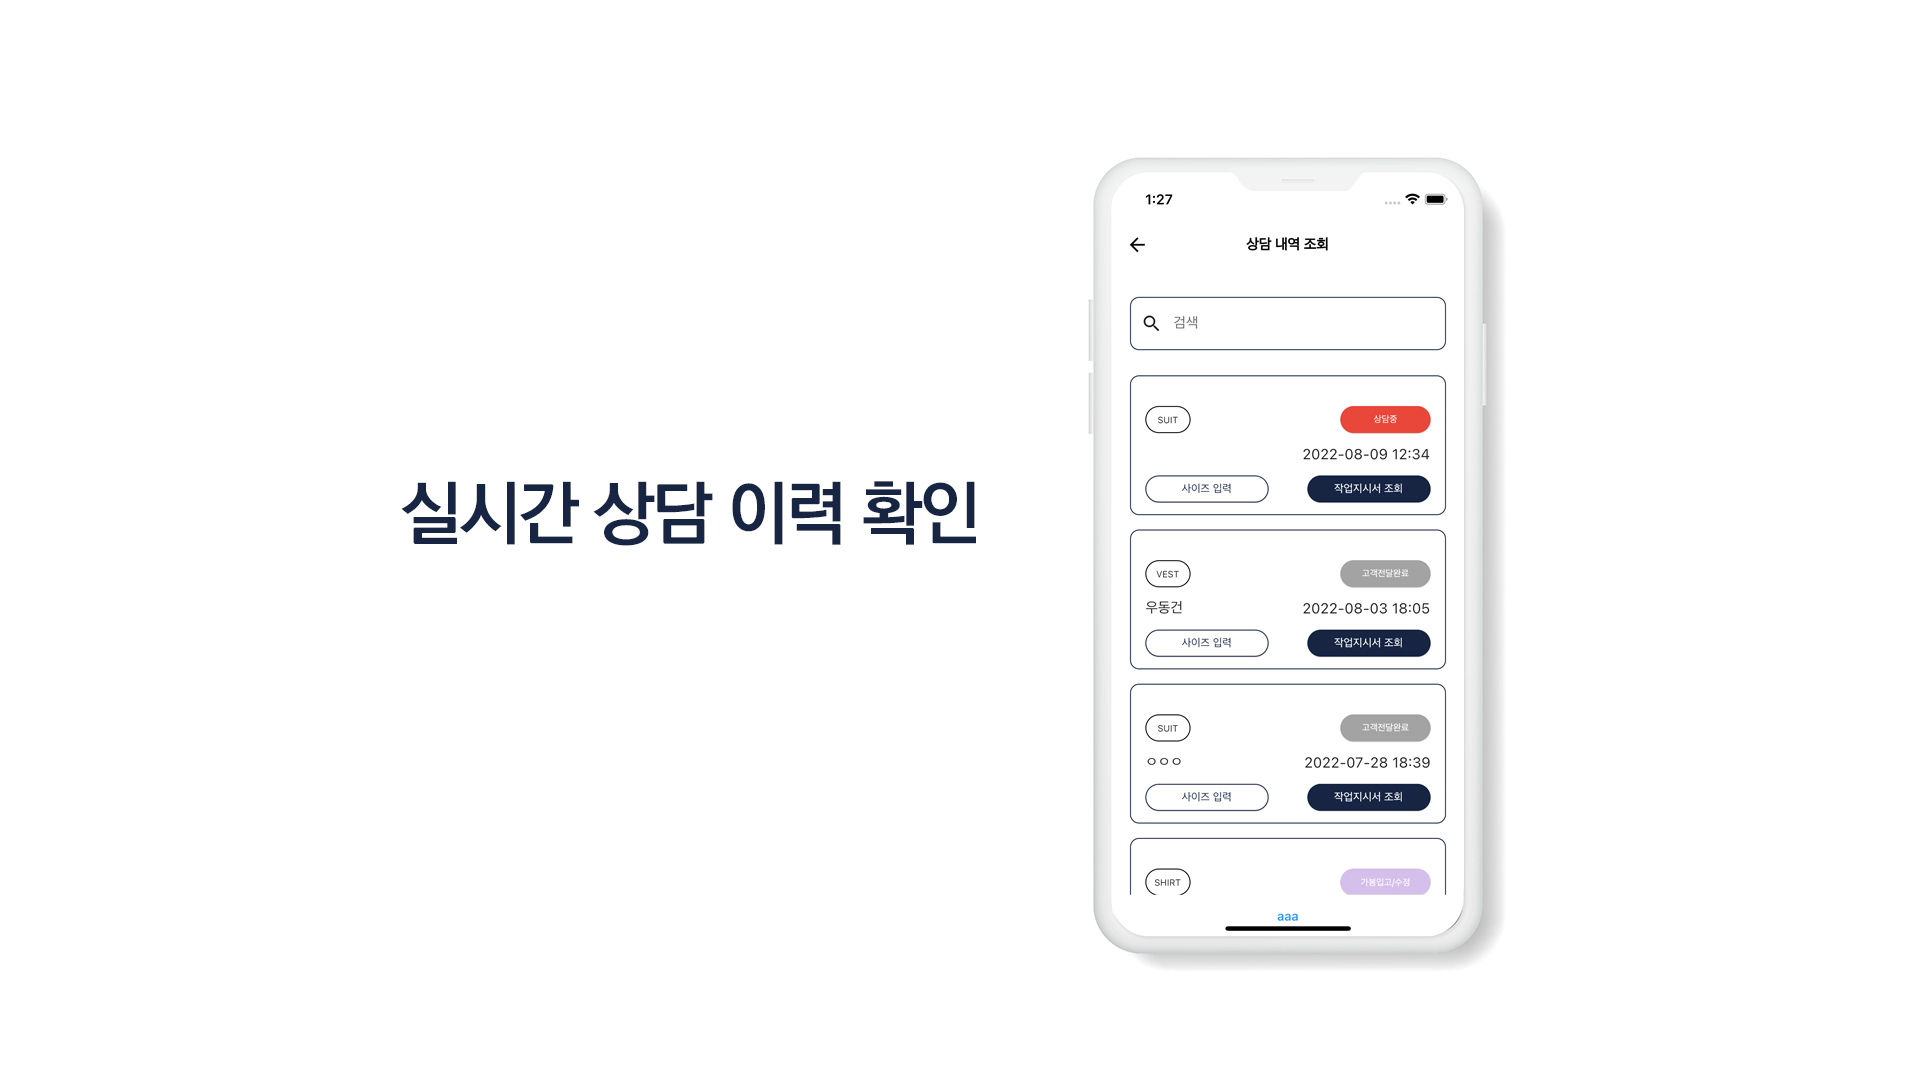 실시간 상담 이력 확인
1:27
상담 내역 조회
검색
SUIT 상담중
2022-08-09 12:34
사이즈 입력 작업지시서 조회
VEST 고객전달완료
우동건 2022-08-03 18:05
사이즈 입력 작업지시서 조회
SUIT 고객전달완료
ㅇㅇㅇ 2022-07-28 18:39
사이즈 입력 작업지시서 조회
SHIRT 가봉입고/수정
aaa